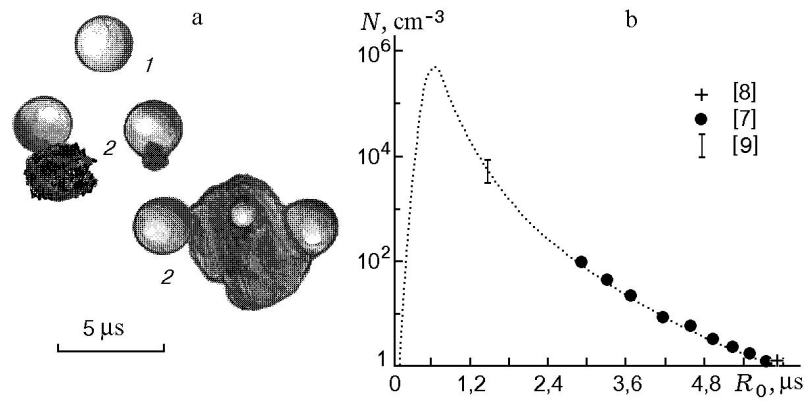 a
1
2
2
5 µs
N, cm⁻³
b
10⁶
10⁴
10²
1
[8]
[7]
[9]
0 1,2 2,4 3,6 4,8 R₀, µs